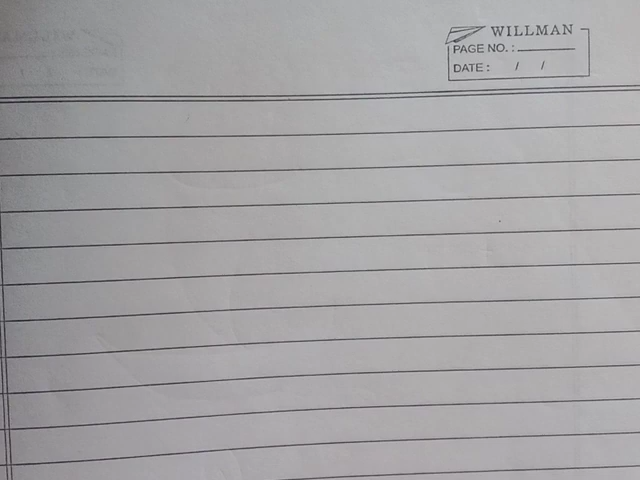 WILLMAN
PAGE NO. :
DATE : / /